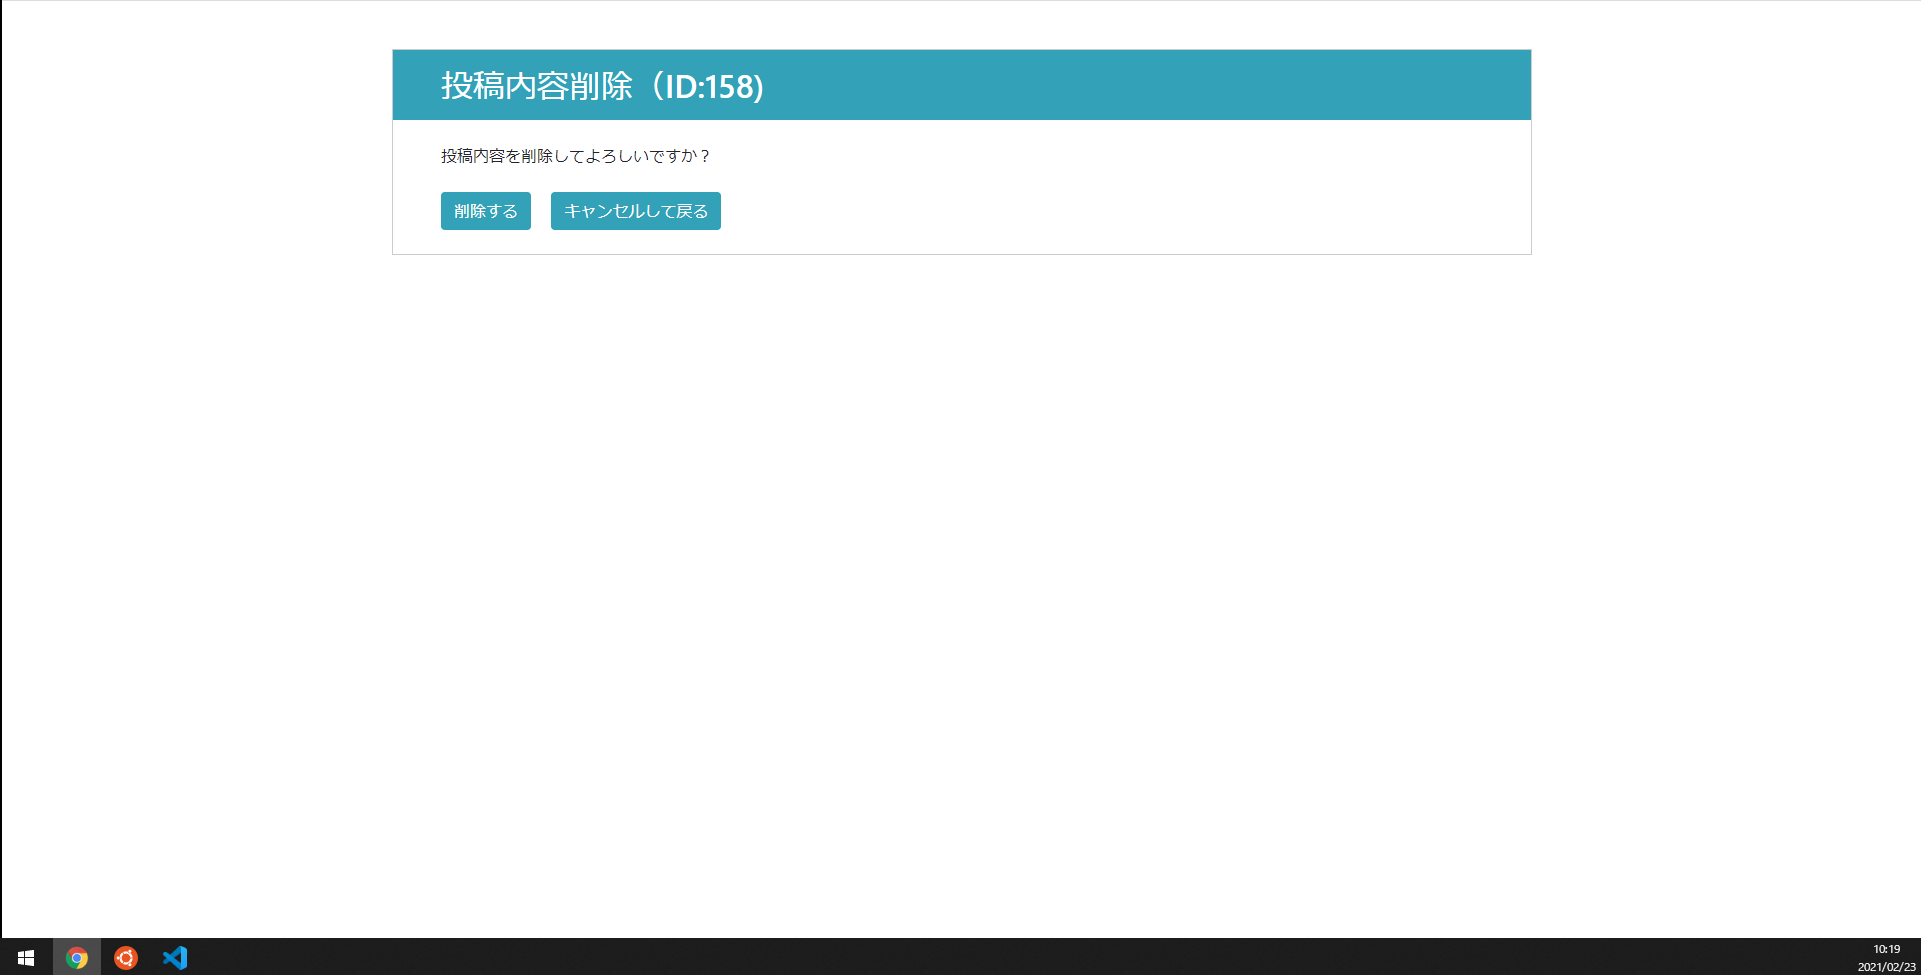 投稿内容削除（ID:158)
投稿内容を削除してよろしいですか？
削除する
キャンセルして戻る
10:19
2021/02/23